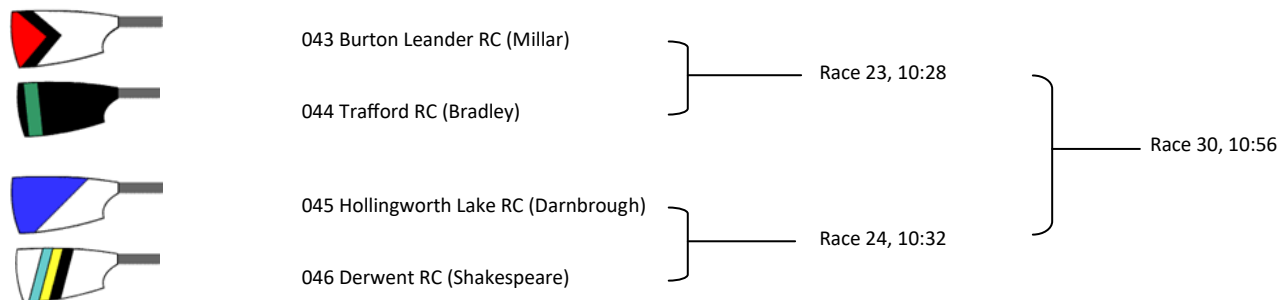 043 Burton Leander RC (Millar)
Race 23, 10:28
044 Trafford RC (Bradley)
Race 30, 10:56
045 Hollingworth Lake RC (Darnbrough)
Race 24, 10:32
046 Derwent RC (Shakespeare)